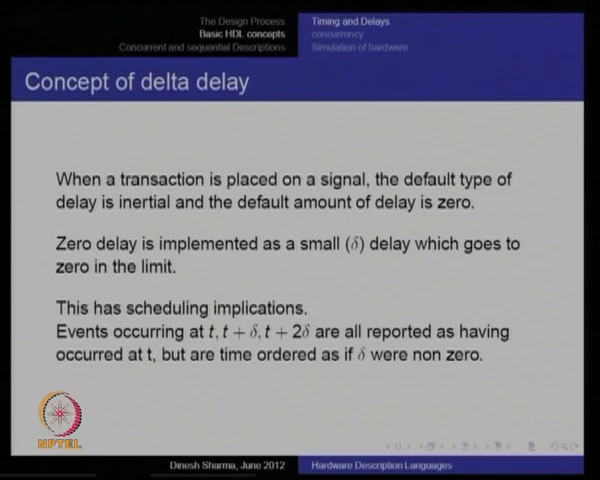 The Design Process
Basic HDL concepts
Concurrent and sequential Descriptions
Timing and Delays
concurrency
Simulation of hardware
Concept of delta delay
When a transaction is placed on a signal, the default type of
delay is inertial and the default amount of delay is zero.
Zero delay is implemented as a small (δ) delay which goes to
zero in the limit.
This has scheduling implications.
Events occurring at t, t + δ, t + 2δ are all reported as having
occurred at t, but are time ordered as if δ were non zero.
NPTEL
Dinesh Sharma, June 2012
Hardware Description Languages